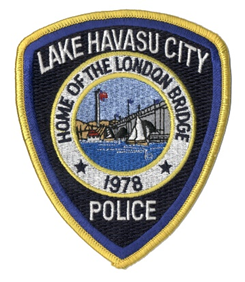 LAKE HAVASU CITY
HOME OF THE LONDON BRIDGE
1978
POLICE